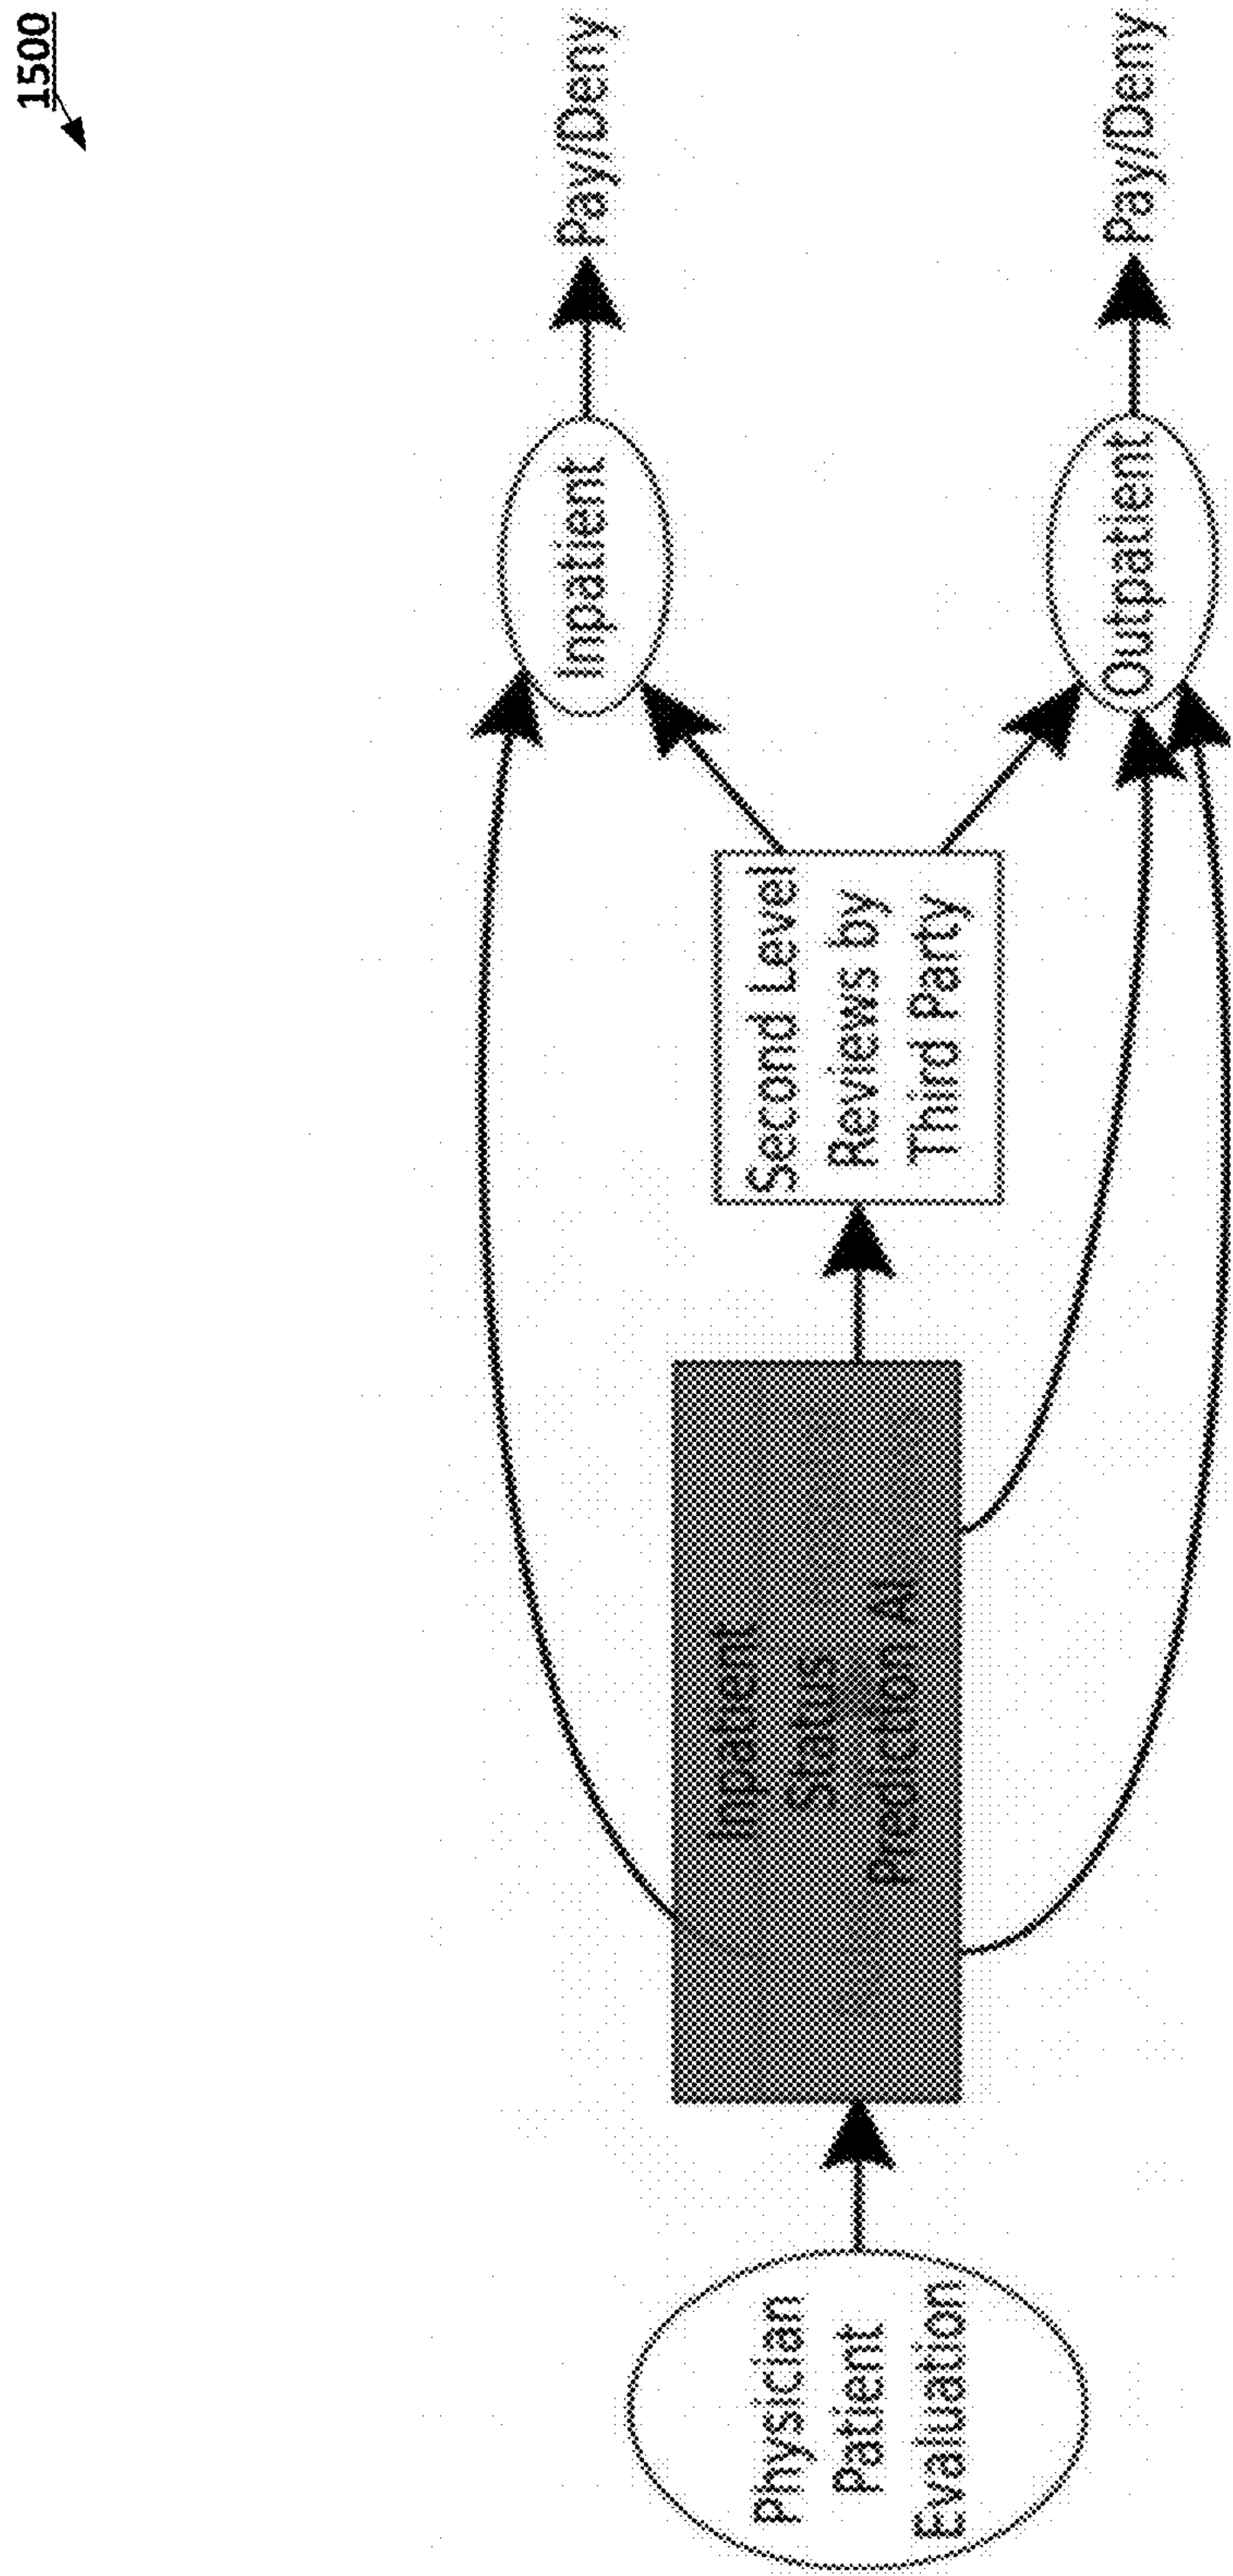 1500
Physician
Patient
Evaluation
Inpatient
Status
Prediction AI
Second Level
Reviews by
Third Party
Inpatient
Pay/Deny
Outpatient
Pay/Deny